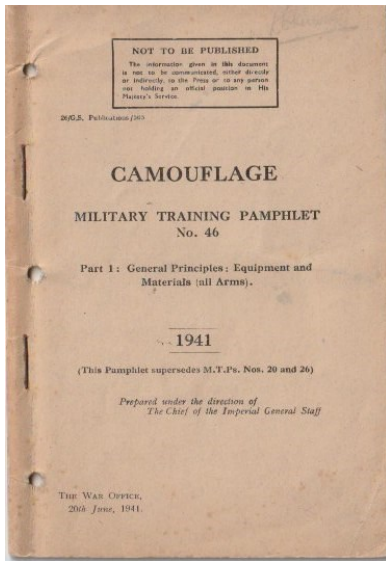 NOT TO BE PUBLISHED
The information given in this document
is not to be communicated, either directly
or indirectly, to the Press or to any person
not holding an official position in His
Majesty's Service.
26/G.S. Publications/
CAMOUFLAGE
MILITARY TRAINING PAMPHLET
No. 46
Part 1: General Principles: Equipment and
Materials (all Arms).
1941
(This Pamphlet supersedes M.T.Ps. Nos. 20 and 26)
Prepared under the direction of
The Chief of the Imperial General Staff
THE WAR OFFICE,
20th June, 1941.